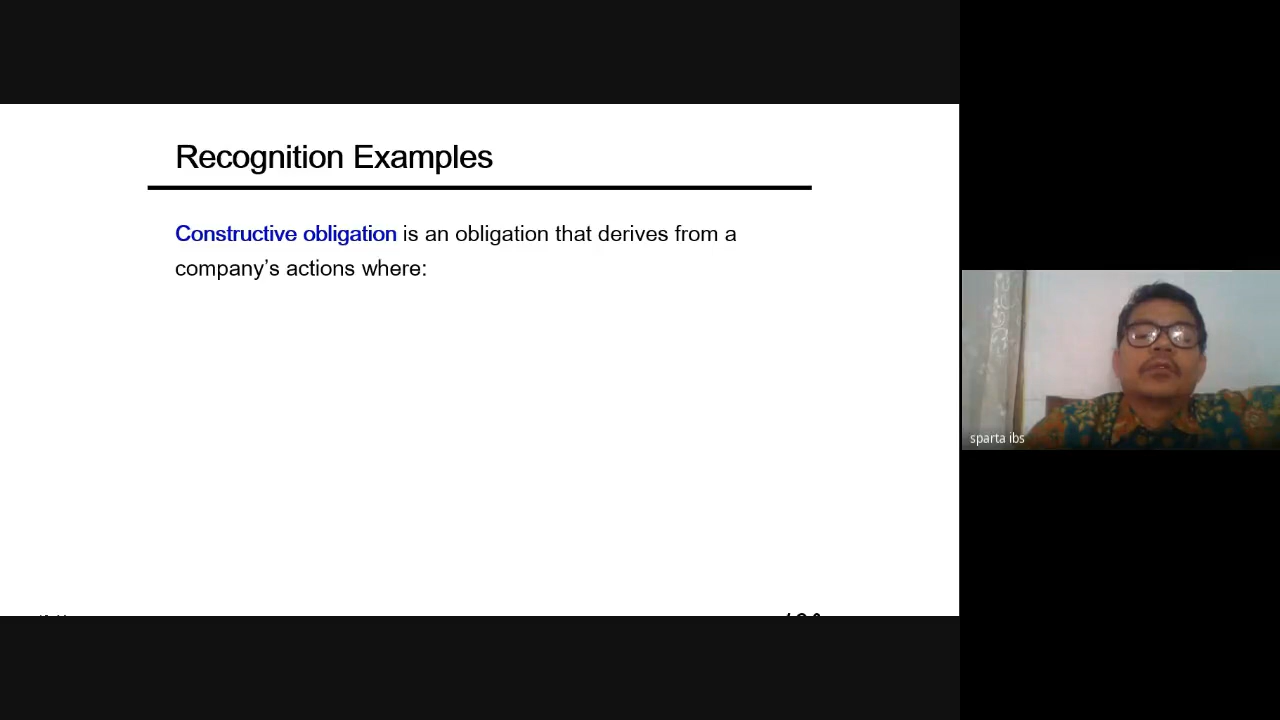 Recognition Examples
Constructive obligation is an obligation that derives from a
company's actions where:
sparta ibs